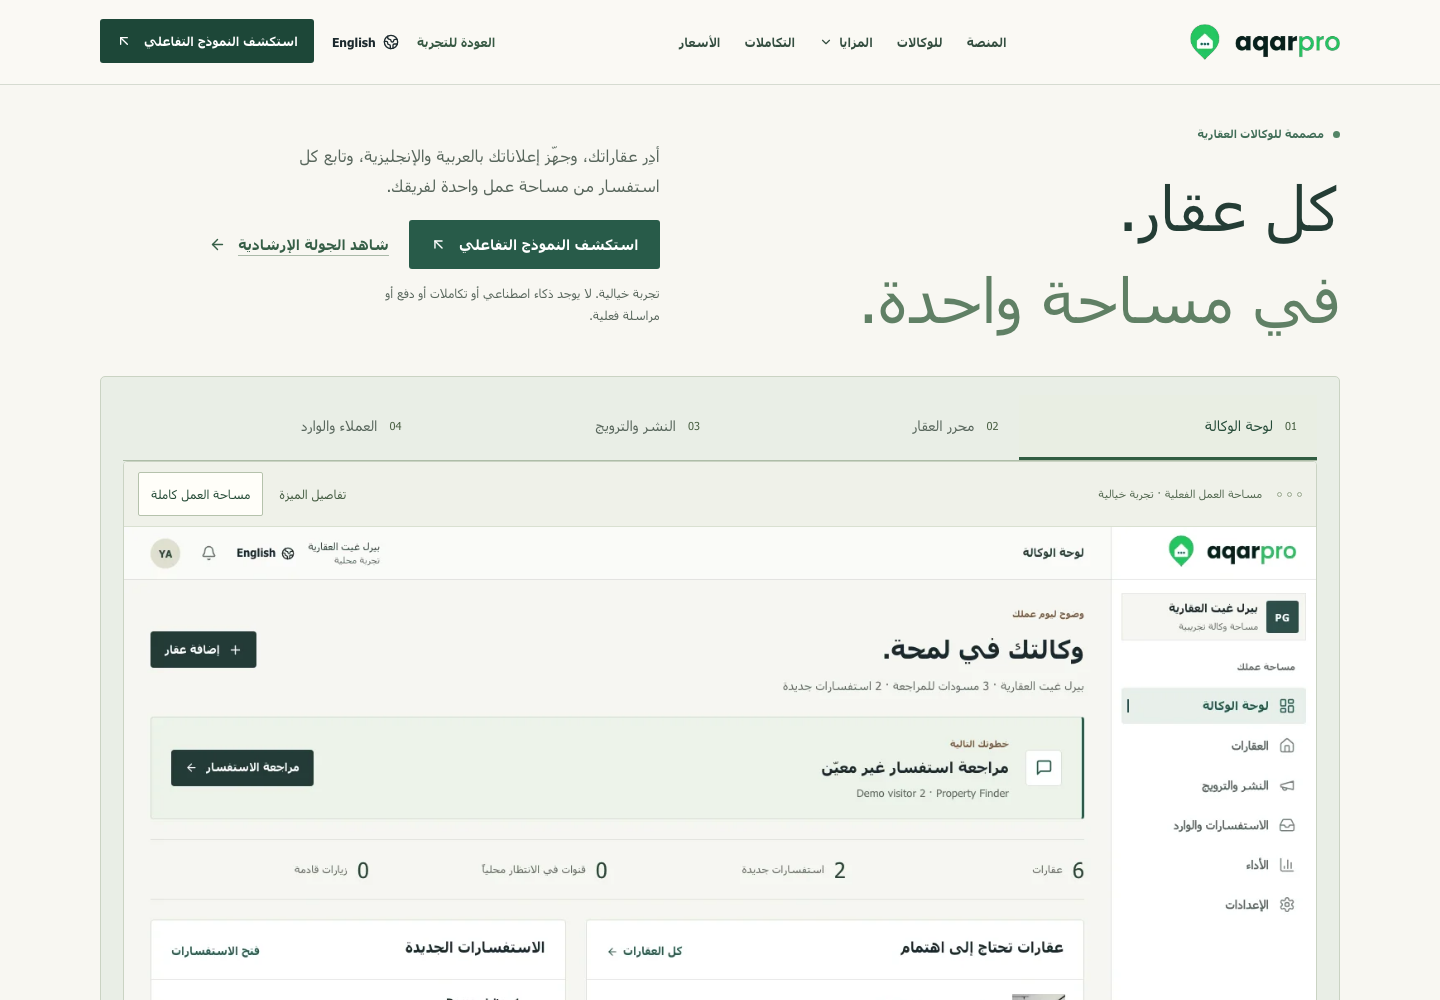 aqarpro
المنصة
للوكالات
المزايا
التكاملات
الأسعار
العودة للتجربة
English
استكشف النموذج التفاعلي
مصممة للوكالات العقارية
كل عقار.
في مساحة واحدة.
أدِر عقاراتك، وجهّز إعلاناتك بالعربية والإنجليزية، وتابع كل
استفسار من مساحة عمل واحدة لفريقك.
استكشف النموذج التفاعلي
شاهد الجولة الإرشادية
تجربة خيالية. لا يوجد ذكاء اصطناعي أو تكاملات أو دفع أو
مراسلة فعلية.
01 لوحة الوكالة
02 محرر العقار
03 النشر والترويج
04 العملاء والوارد
مساحة العمل الفعلية · تجربة خيالية
تفاصيل الميزة
مساحة العمل كاملة
aqarpro
لوحة الوكالة
بيرل غيت العقارية
تجربة محلية
English
YA
PG
بيرل غيت العقارية
مساحة وكالة تجريبية
مساحة عملك
لوحة الوكالة
العقارات
النشر والترويج
الاستفسارات والوارد
الأداء
الإعدادات
وضوح ليوم عملك
وكالتك في لمحة.
بيرل غيت العقارية · 3 مسودات للمراجعة · 2 استفسارات جديدة
إضافة عقار
خطوتك التالية
مراجعة استفسار غير معيّن
Demo visitor 2 · Property Finder
مراجعة الاستفسار
6 عقارات
2 استفسارات جديدة
0 قنوات في الانتظار محلياً
0 زيارات قادمة
عقارات تحتاج إلى اهتمام
كل العقارات
الاستفسارات الجديدة
فتح الاستفسارات